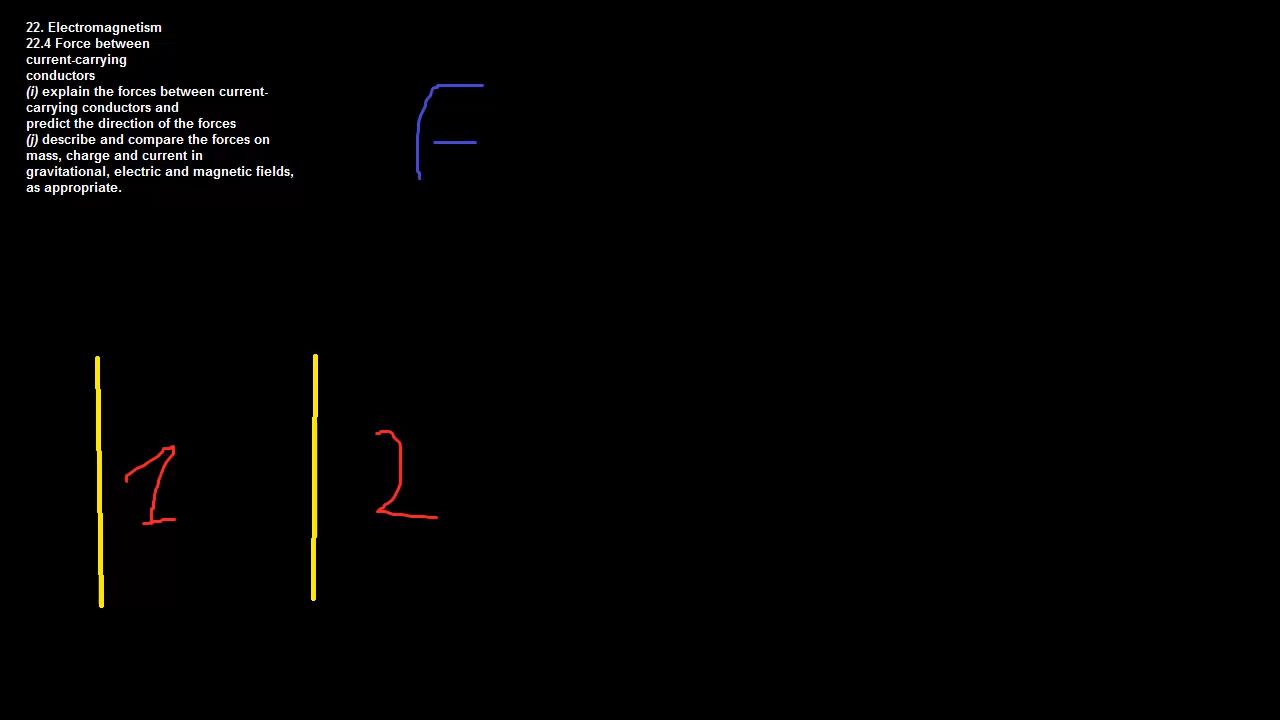 22. Electromagnetism
22.4 Force between
current-carrying
conductors
(i) explain the forces between current-
carrying conductors and
predict the direction of the forces
(j) describe and compare the forces on
mass, charge and current in
gravitational, electric and magnetic fields,
as appropriate.
F
1
2